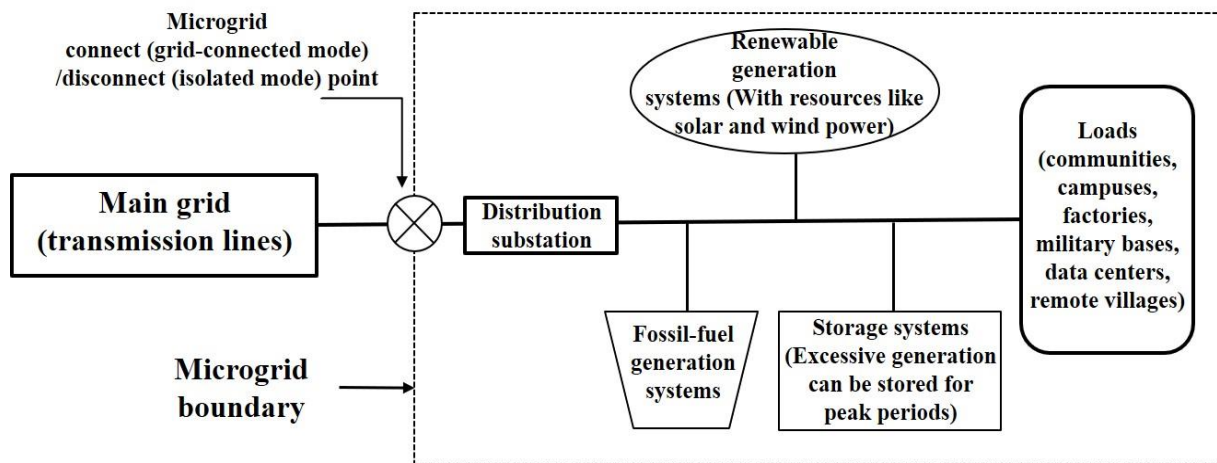 Microgrid
connect (grid-connected mode)
/disconnect (isolated mode) point
Main grid
(transmission lines)
Microgrid
boundary
Distribution
substation
Renewable
generation
systems (With resources like
solar and wind power)
Fossil-fuel
generation
systems
Storage systems
(Excessive generation
can be stored for
peak periods)
Loads
(communities,
campuses,
factories,
military bases,
data centers,
remote villages)